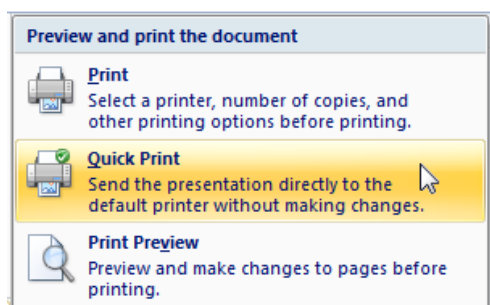 Preview and print the document
Print
Select a printer, number of copies, and
other printing options before printing.
Quick Print
Send the presentation directly to the
default printer without making changes.
Print Preview
Preview and make changes to pages before
printing.